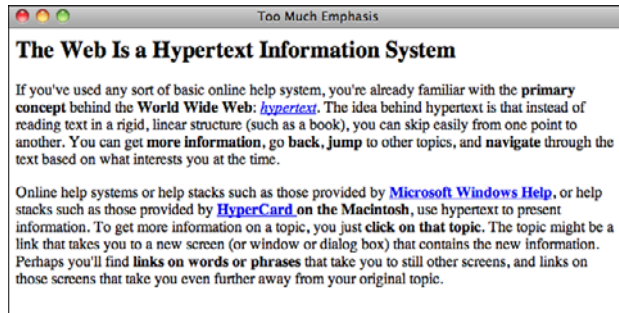 Too Much Emphasis
The Web Is a Hypertext Information System
If you've used any sort of basic online help system, you're already familiar with the primary
concept behind the World Wide Web: hypertext. The idea behind hypertext is that instead of
reading text in a rigid, linear structure (such as a book), you can skip easily from one point to
another. You can get more information, go back, jump to other topics, and navigate through the
text based on what interests you at the time.
Online help systems or help stacks such as those provided by Microsoft Windows Help, or help
stacks such as those provided by HyperCard on the Macintosh, use hypertext to present
information. To get more information on a topic, you just click on that topic. The topic might be a
link that takes you to a new screen (or window or dialog box) that contains the new information.
Perhaps you'll find links on words or phrases that take you to still other screens, and links on
those screens that take you even further away from your original topic.